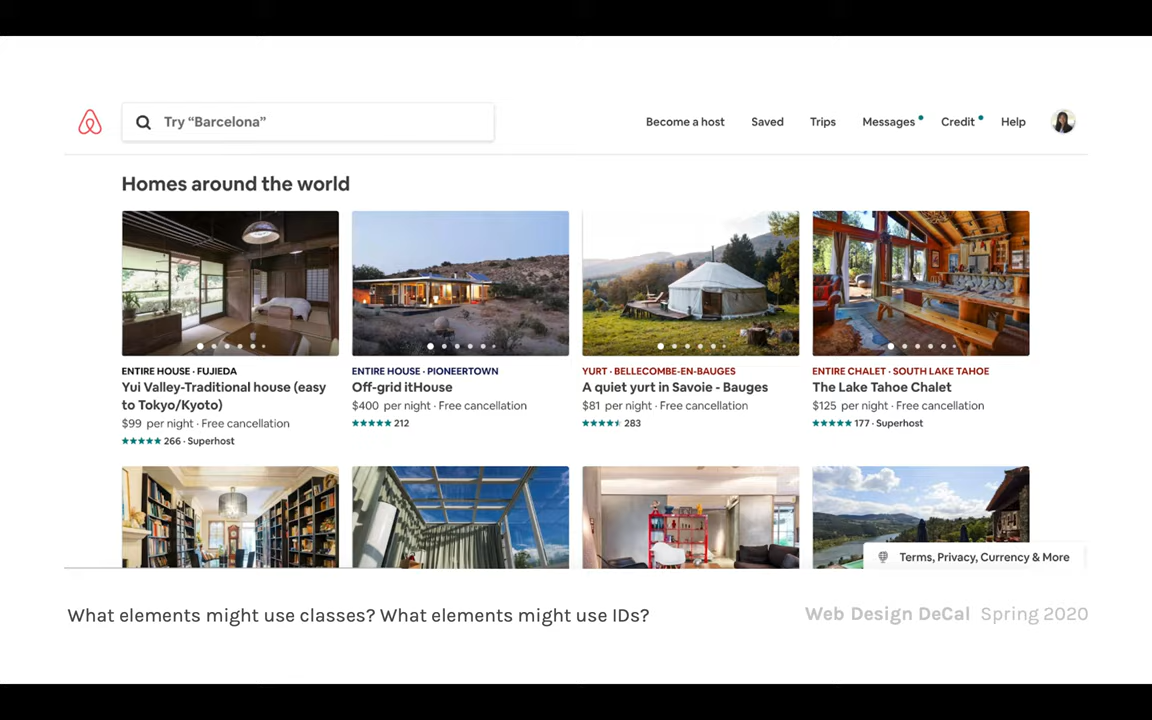 Try “Barcelona”
Become a host
Saved
Trips
Messages
Credit
Help
Homes around the world
ENTIRE HOUSE · FUJIEDA
Yui Valley-Traditional house (easy
to Tokyo/Kyoto)
$99 per night · Free cancellation
266 · Superhost
ENTIRE HOUSE · PIONEERTOWN
Off-grid itHouse
$400 per night · Free cancellation
212
YURT · BELLECOMBE-EN-BAUGES
A quiet yurt in Savoie - Bauges
$81 per night · Free cancellation
283
ENTIRE CHALET · SOUTH LAKE TAHOE
The Lake Tahoe Chalet
$125 per night · Free cancellation
177 · Superhost
Terms, Privacy, Currency & More
What elements might use classes? What elements might use IDs?
Web Design DeCal Spring 2020